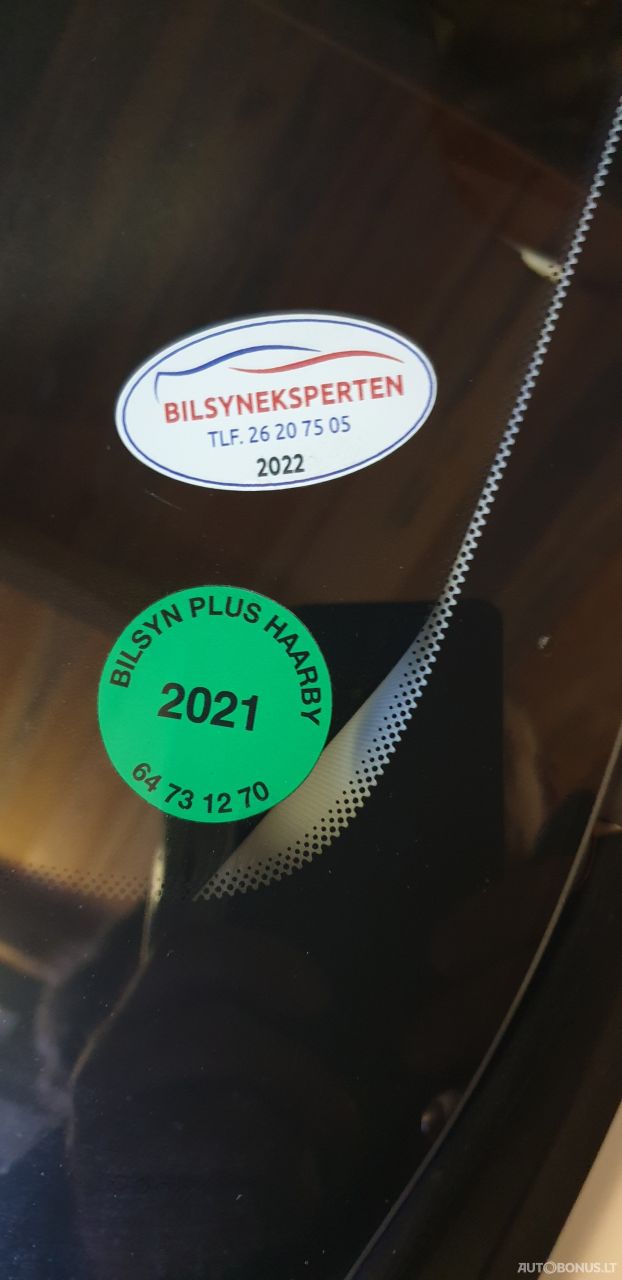 BILSYNEKSPERTEN
TLF. 26 20 75 05
2022
BILSYN PLUS HAARBY
2021
64 73 12 70
AUTOBONUS.LT